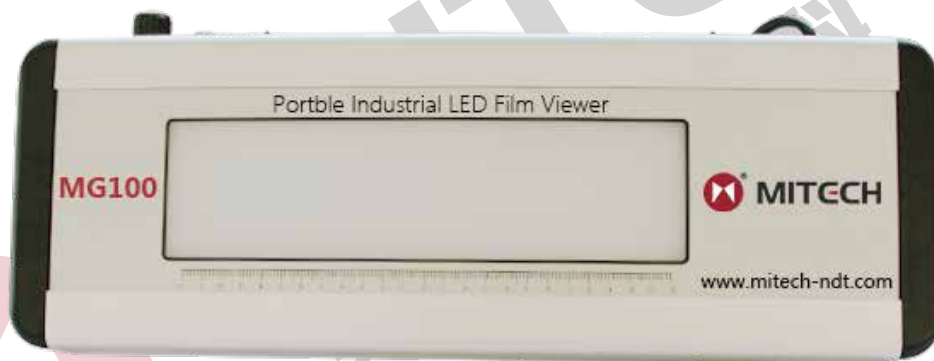 Portble Industrial LED Film Viewer
MG100
MITECH
www.mitech-ndt.com